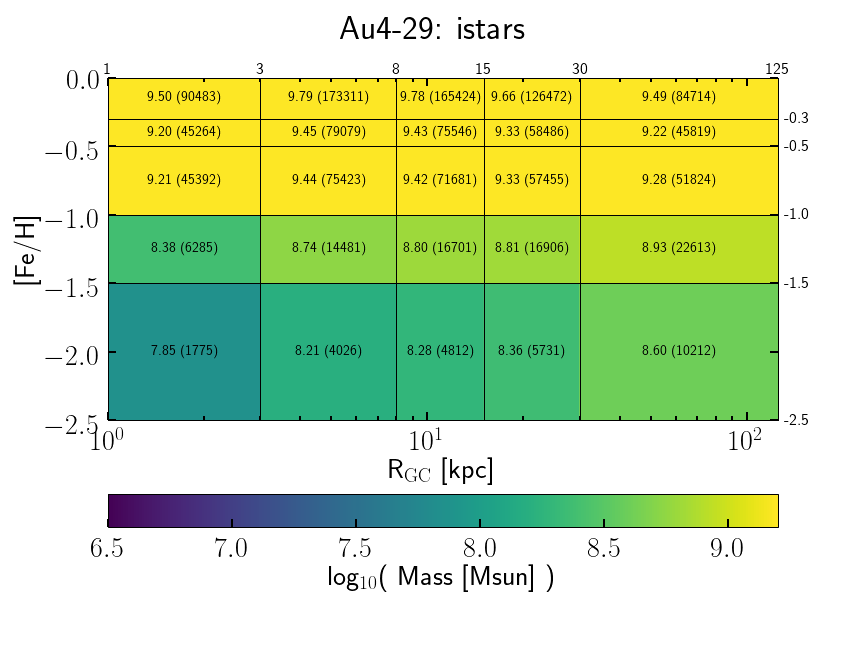 Au4-29: istars
1 3 8 15 30 125
0.0
9.50 (90483) 9.79 (173311) 9.78 (165424) 9.66 (126472) 9.49 (84714)
-0.3
9.20 (45264) 9.45 (79079) 9.43 (75546) 9.33 (58486) 9.22 (45819)
−0.5 -0.5
9.21 (45392) 9.44 (75423) 9.42 (71681) 9.33 (57455) 9.28 (51824)
−1.0 -1.0
[Fe/H]
8.38 (6285) 8.74 (14481) 8.80 (16701) 8.81 (16906) 8.93 (22613)
−1.5 -1.5
7.85 (1775) 8.21 (4026) 8.28 (4812) 8.36 (5731) 8.60 (10212)
−2.0
−2.5 -2.5
10⁰ 10¹ 10²
R_GC [kpc]
6.5 7.0 7.5 8.0 8.5 9.0
log₁₀( Mass [Msun] )